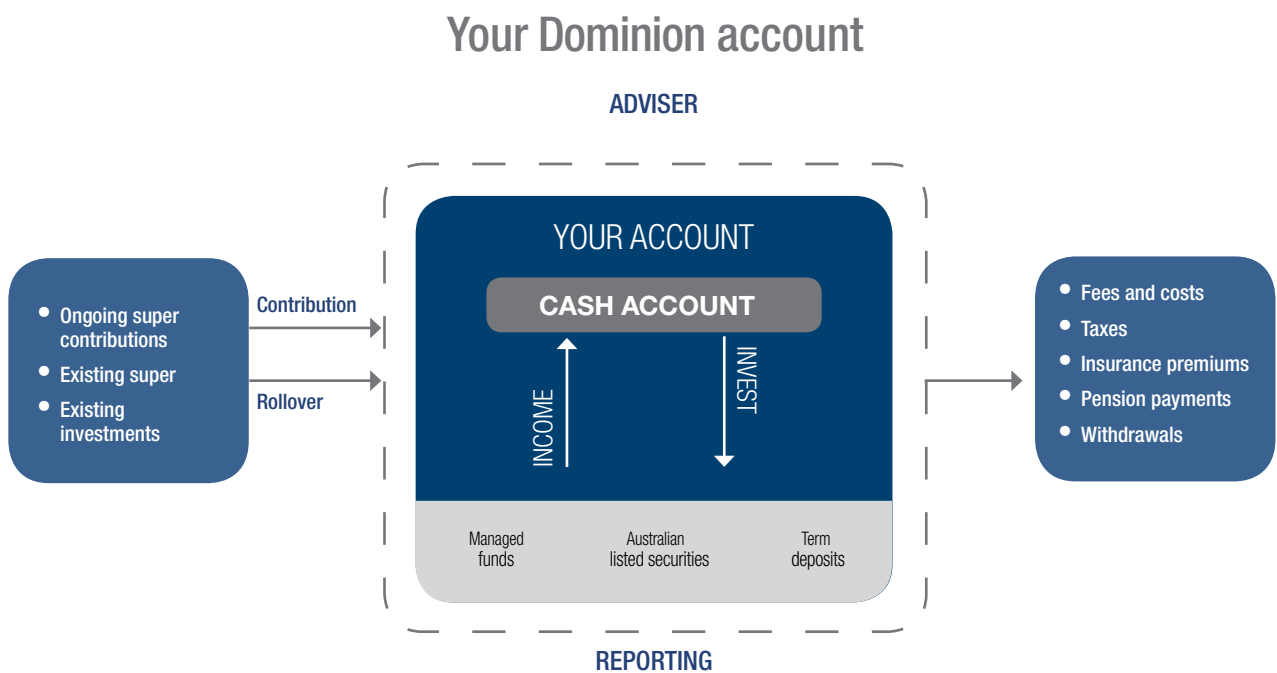 Your Dominion account
ADVISER
• Ongoing super
contributions
• Existing super
• Existing
investments
Contribution
Rollover
YOUR ACCOUNT
CASH ACCOUNT
INCOME
INVEST
Managed
funds
Australian
listed securities
Term
deposits
• Fees and costs
• Taxes
• Insurance premiums
• Pension payments
• Withdrawals
REPORTING